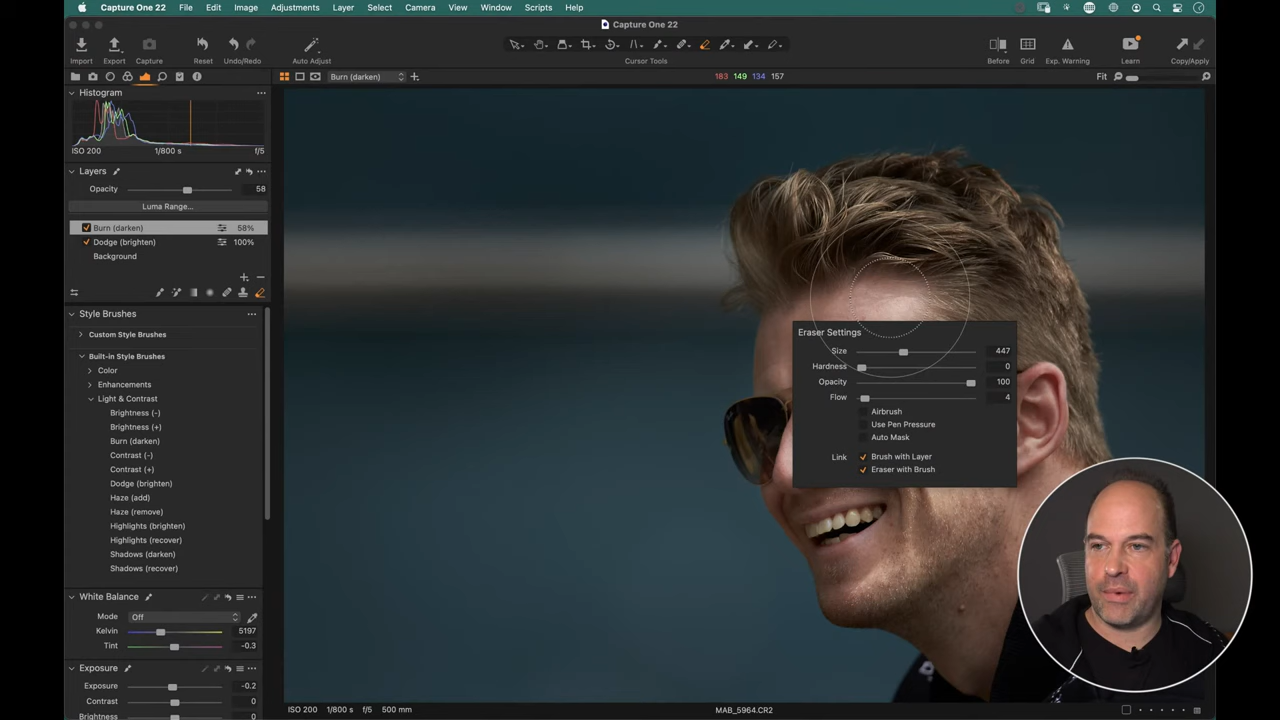 Capture One 22 File Edit Image Adjustments Layer Select Camera View Window Scripts Help
Capture One 22
Import Export Capture Reset Undo/Redo Auto Adjust Cursor Tools Before Grid Exp. Warning Learn Copy/Apply
Burn (darken) 183 149 134 157 Fit
Histogram
ISO 200 1/800 s f/5
Layers
Opacity 58
Luma Range...
Burn (darken) 58%
Dodge (brighten) 100%
Background
Style Brushes
Custom Style Brushes
Built-in Style Brushes
Color
Enhancements
Light & Contrast
Brightness (-)
Brightness (+)
Burn (darken)
Contrast (-)
Contrast (+)
Dodge (brighten)
Haze (add)
Haze (remove)
Highlights (brighten)
Highlights (recover)
Shadows (darken)
Shadows (recover)
White Balance
Mode Off
Kelvin 5197
Tint -0.3
Exposure
Exposure -0.2
Contrast 0
Brightness
Eraser Settings
Size 447
Hardness 0
Opacity 100
Flow 4
Airbrush
Use Pen Pressure
Auto Mask
Link Brush with Layer
Eraser with Brush
ISO 200 1/800 s f/5 500 mm MAB_5964.CR2